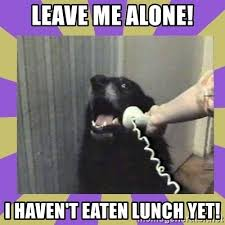 LEAVE ME ALONE!
I HAVEN'T EATEN LUNCH YET!